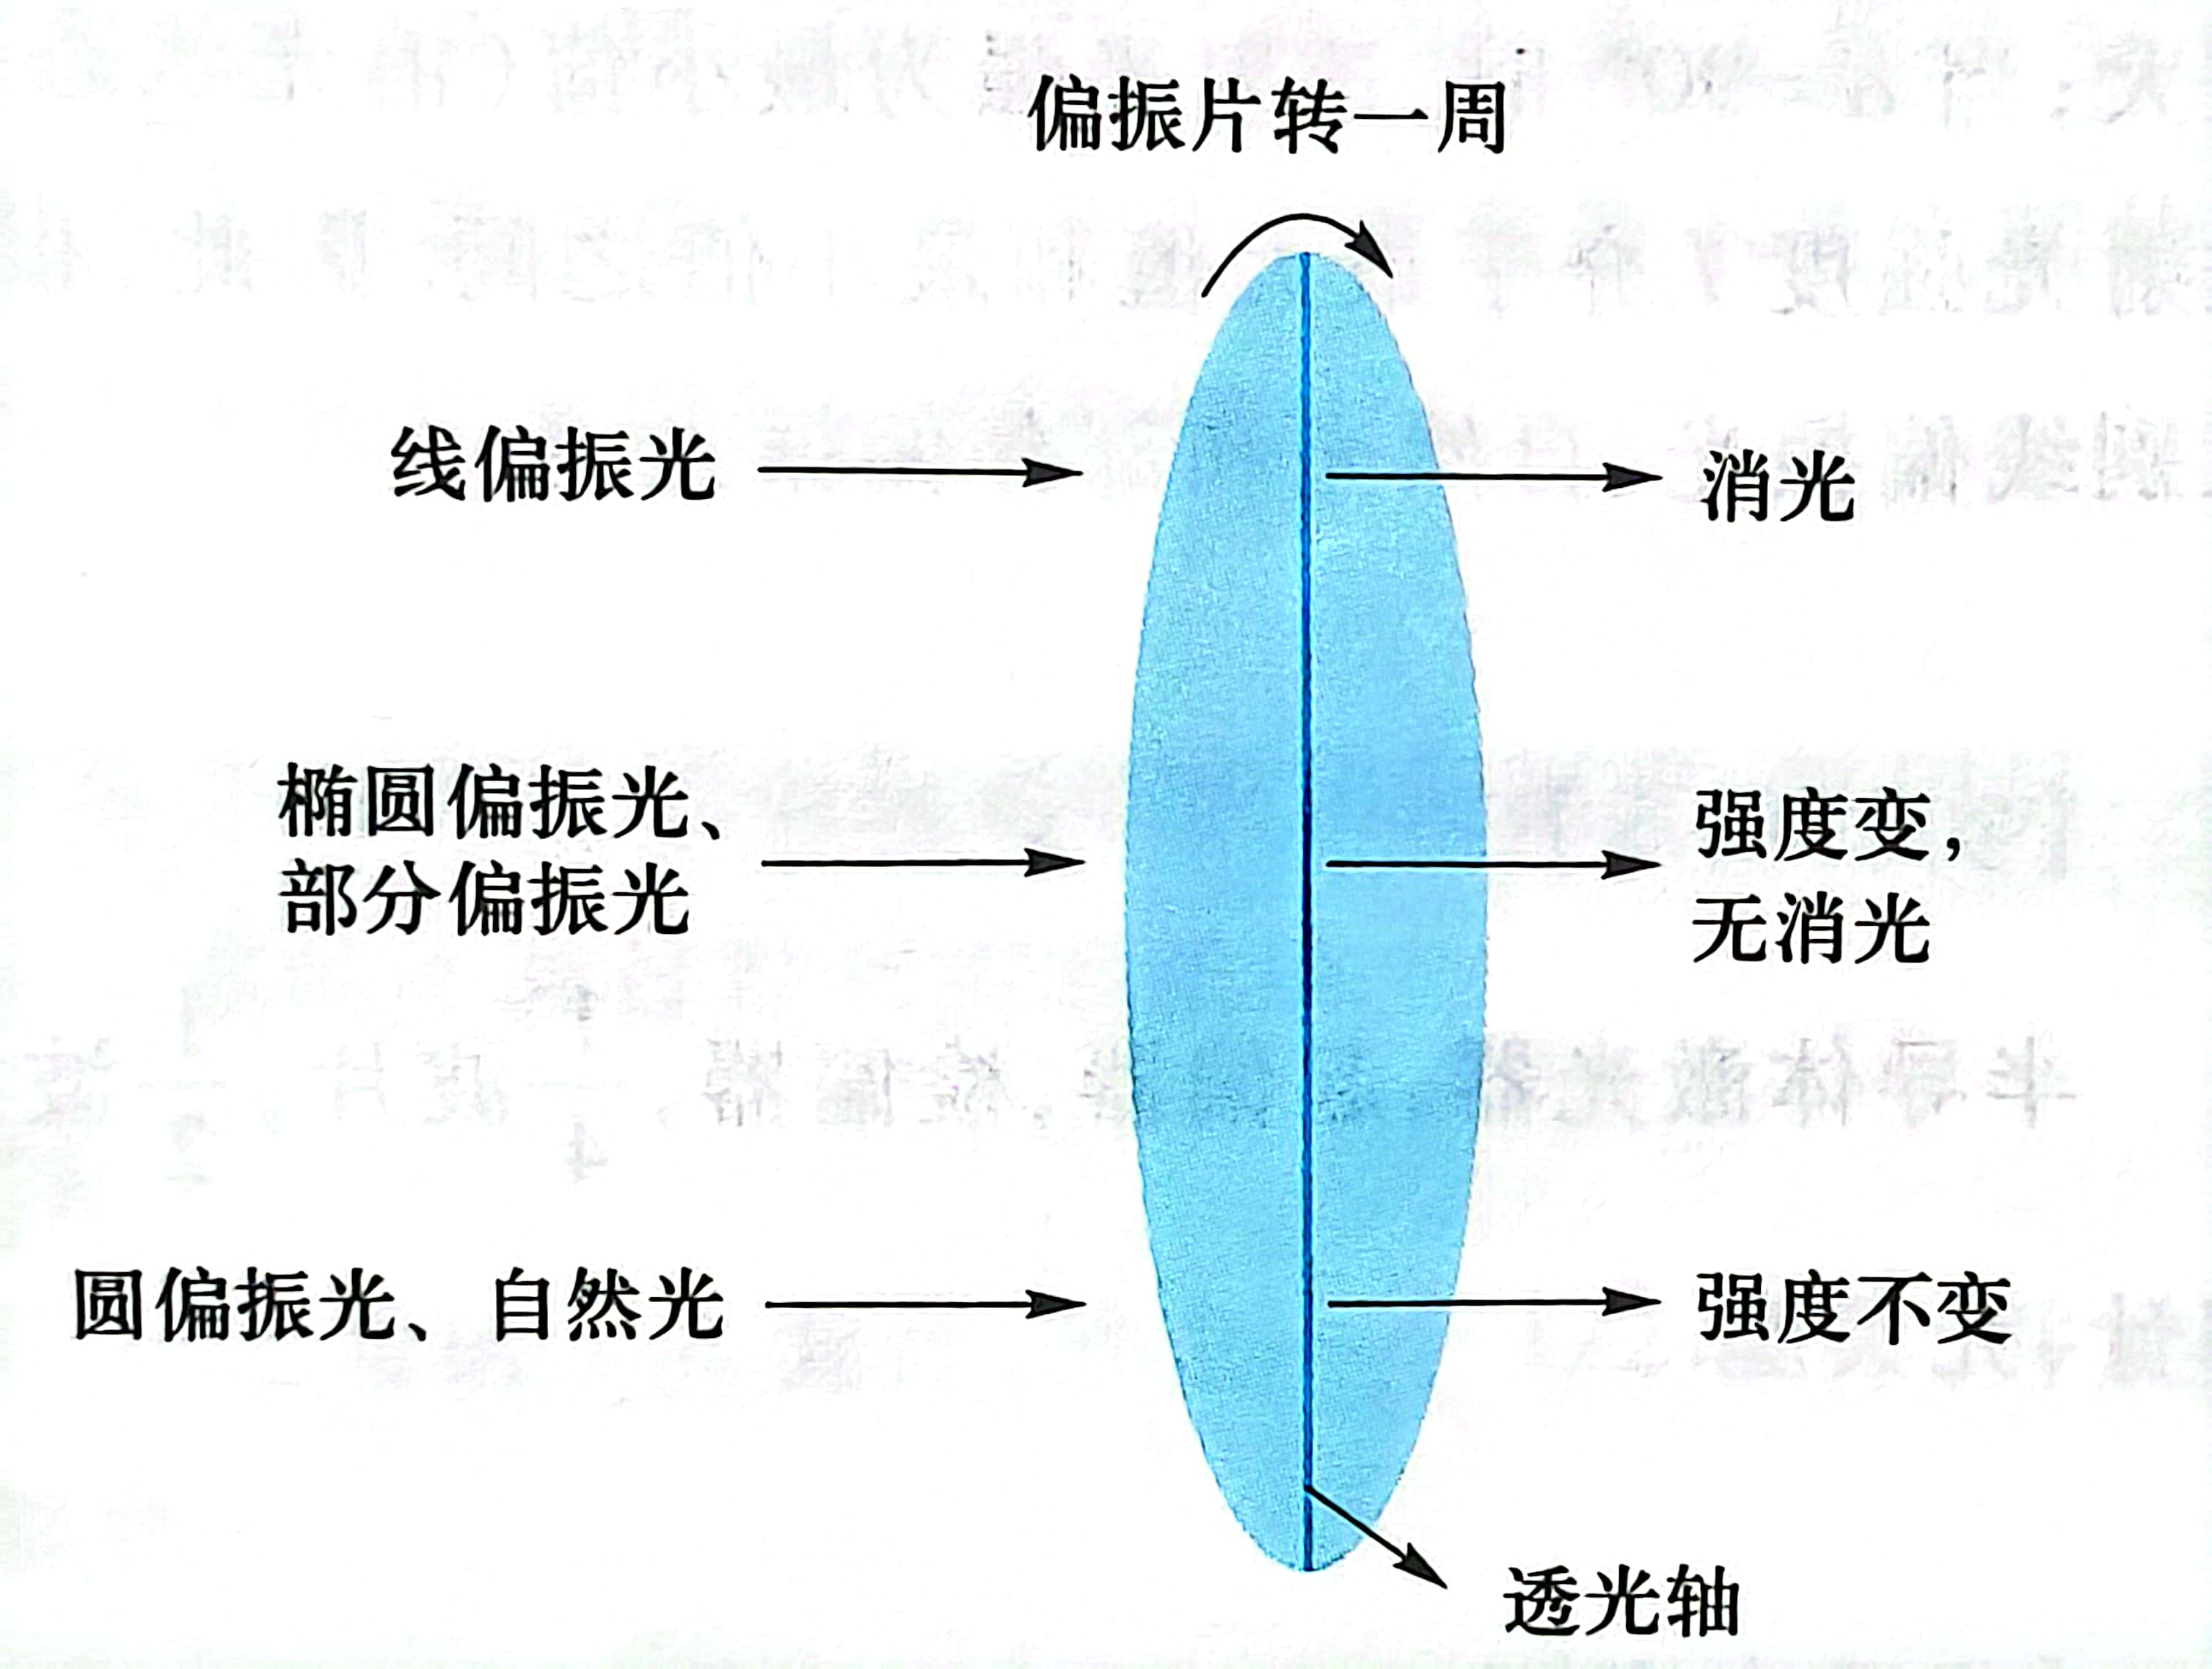 偏振片转一周
线偏振光
消光
椭圆偏振光、
部分偏振光
强度变，
无消光
圆偏振光、自然光
强度不变
透光轴